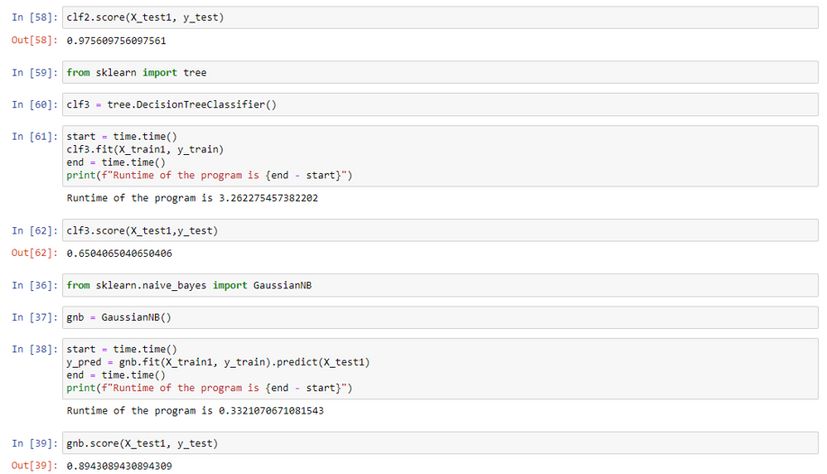 In [58]: clf2.score(X_test1, y_test)
Out[58]: 0.975609756097561
In [59]: from sklearn import tree
In [60]: clf3 = tree.DecisionTreeClassifier()
In [61]: start = time.time()
clf3.fit(X_train1, y_train)
end = time.time()
print(f"Runtime of the program is {end - start}")
Runtime of the program is 3.262275457382202
In [62]: clf3.score(X_test1,y_test)
Out[62]: 0.6504065040650406
In [36]: from sklearn.naive_bayes import GaussianNB
In [37]: gnb = GaussianNB()
In [38]: start = time.time()
y_pred = gnb.fit(X_train1, y_train).predict(X_test1)
end = time.time()
print(f"Runtime of the program is {end - start}")
Runtime of the program is 0.3321070671081543
In [39]: gnb.score(X_test1, y_test)
Out[39]: 0.8943089430894309